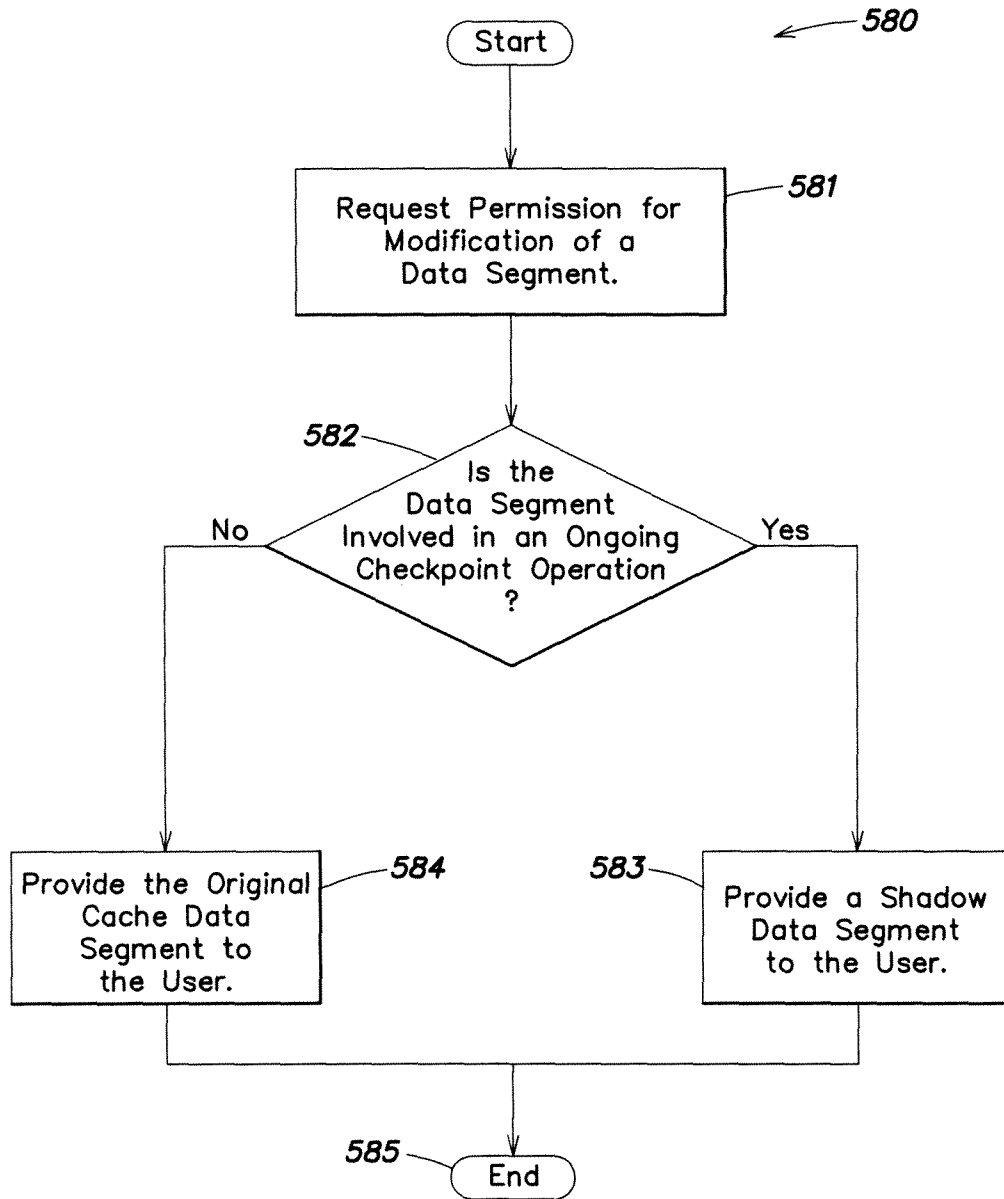 Start
580
Request Permission for
Modification of a
Data Segment.
581
582
Is the
Data Segment
Involved in an Ongoing
Checkpoint Operation
?
No
Yes
Provide the Original
Cache Data
Segment to
the User.
584
583
Provide a Shadow
Data Segment
to the User.
585
End